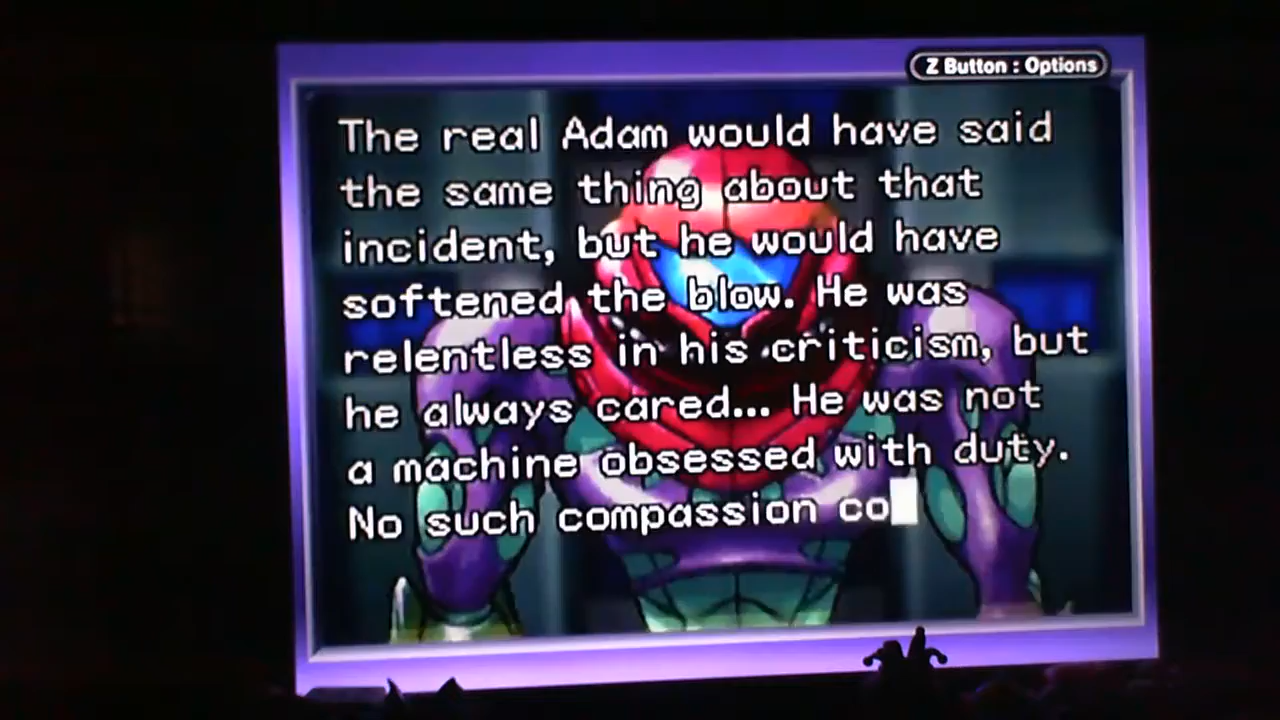 Z Button : Options
The real Adam would have said
the same thing about that
incident, but he would have
softened the blow. He was
relentless in his criticism, but
he always cared... He was not
a machine obsessed with duty.
No such compassion co